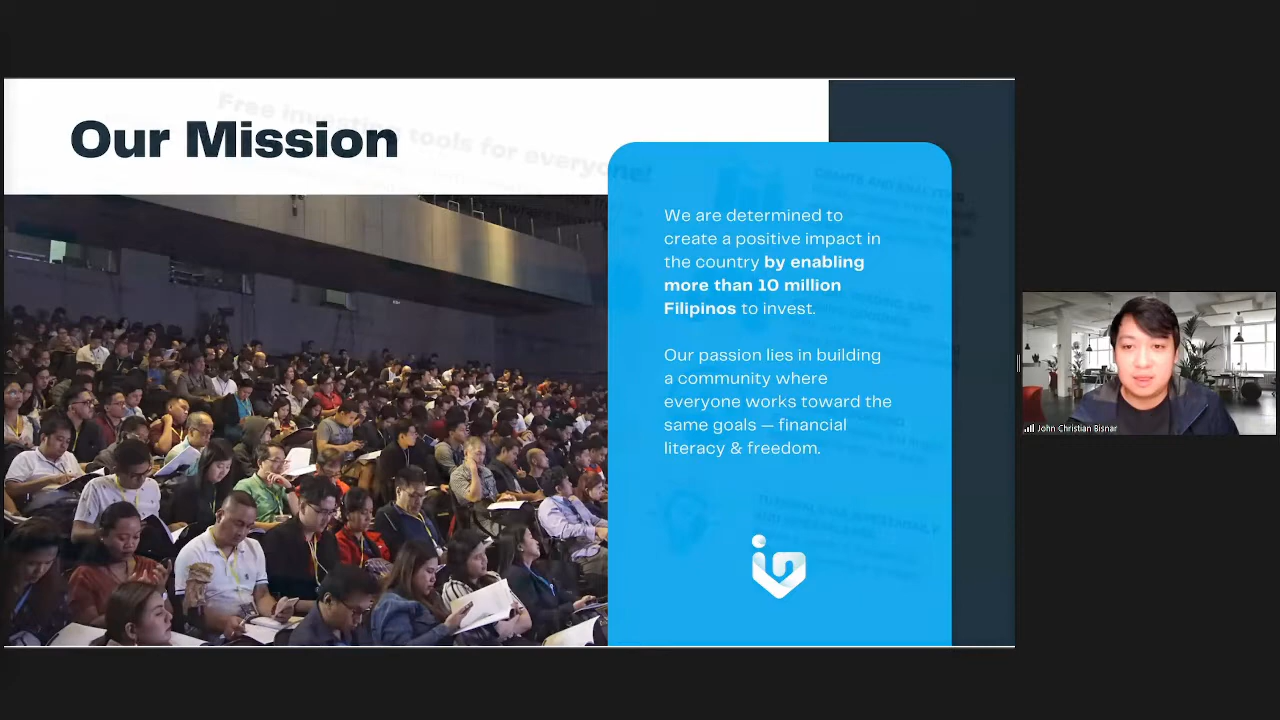 Our Mission
Free investing tools for everyone!
We are determined to
create a positive impact in
the country by enabling
more than 10 million
Filipinos to invest.
Our passion lies in building
a community where
everyone works toward the
same goals — financial
literacy & freedom.
John Christian Bisnar